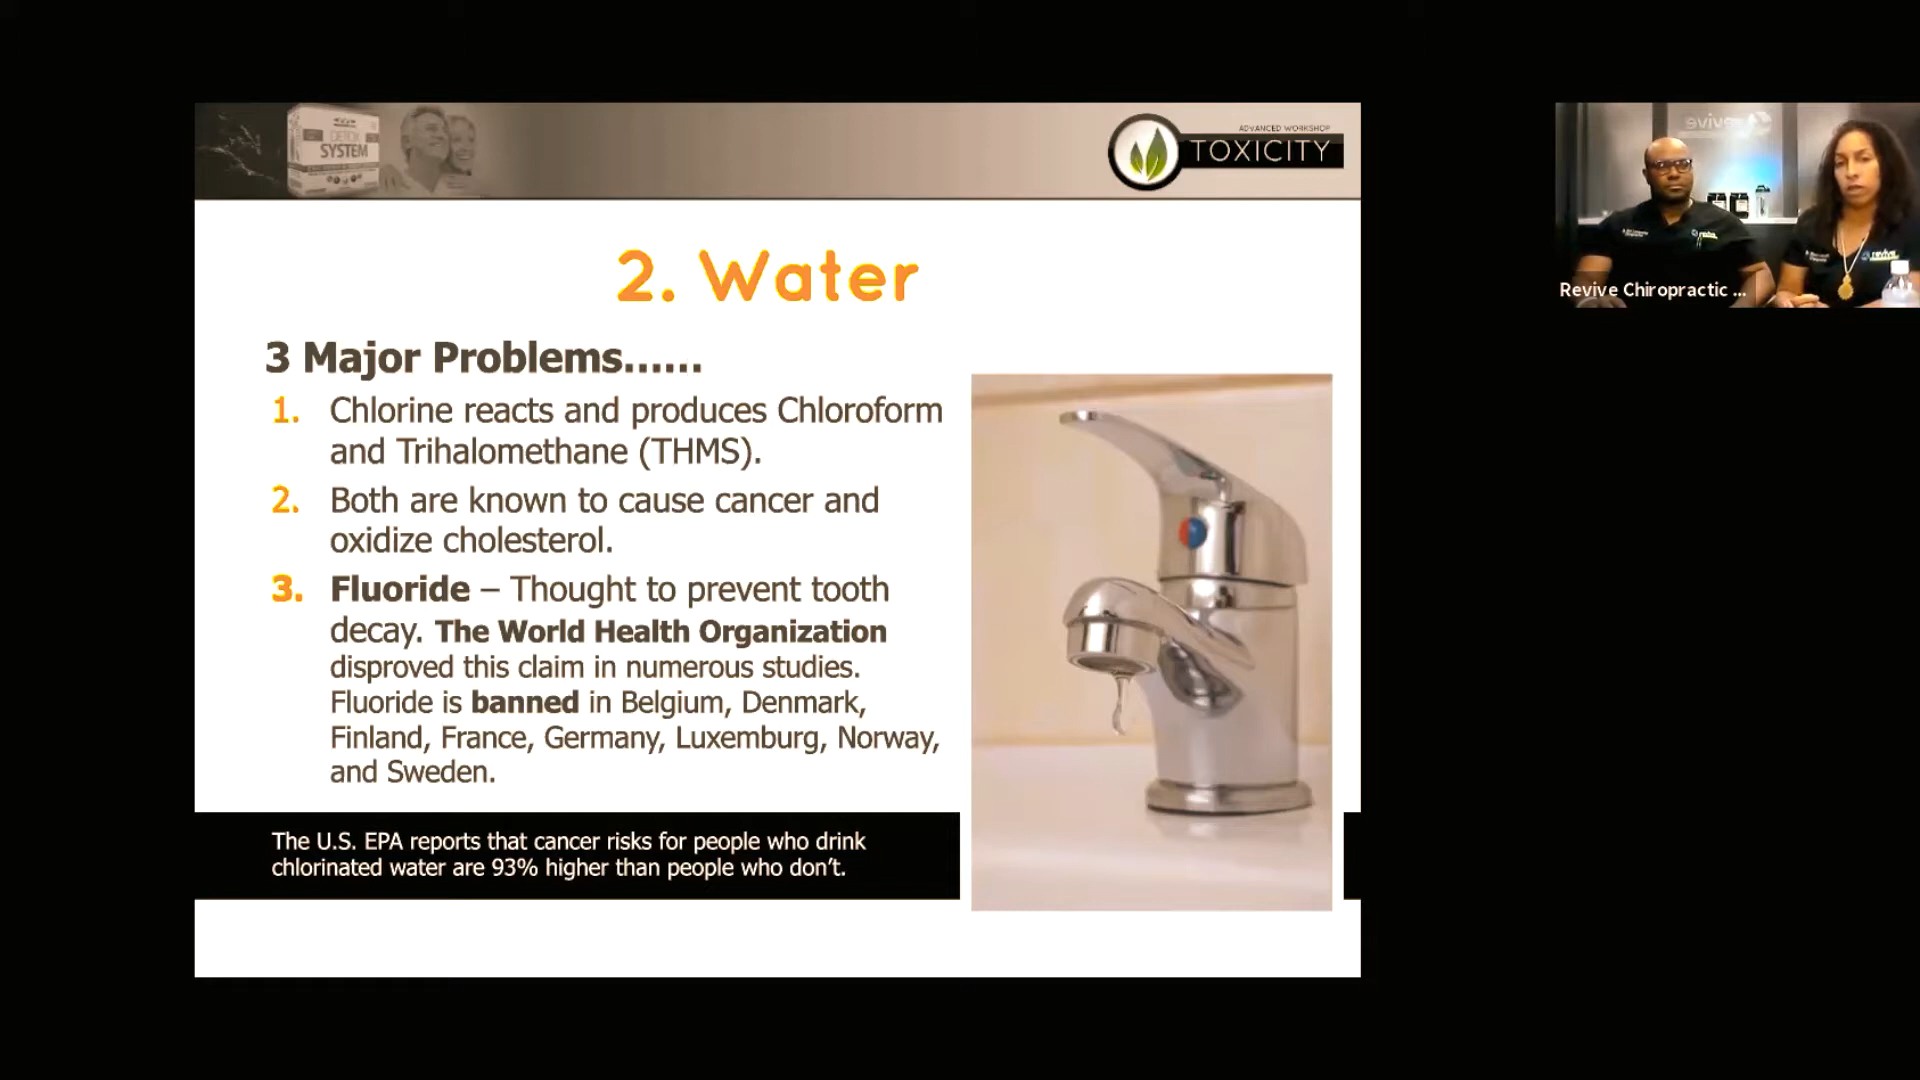 DETOX
SYSTEM
ADVANCED WORKSHOP
TOXICITY
2. Water
3 Major Problems......
1. Chlorine reacts and produces Chloroform
and Trihalomethane (THMS).
2. Both are known to cause cancer and
oxidize cholesterol.
3. Fluoride – Thought to prevent tooth
decay. The World Health Organization
disproved this claim in numerous studies.
Fluoride is banned in Belgium, Denmark,
Finland, France, Germany, Luxemburg, Norway,
and Sweden.
The U.S. EPA reports that cancer risks for people who drink
chlorinated water are 93% higher than people who don't.
revive
revive
revive
Revive Chiropractic ...